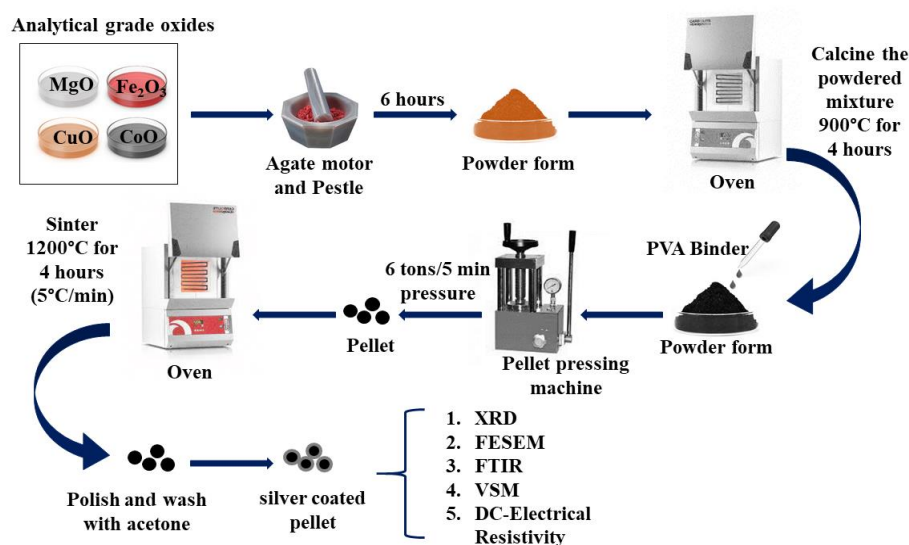 Analytical grade oxides
MgO
Fe₂O₃
CuO
CoO
Agate motor
and Pestle
6 hours
Powder form
Oven
Calcine the
powdered
mixture
900°C for
4 hours
PVA Binder
Powder form
Pellet pressing
machine
6 tons/5 min
pressure
Pellet
Oven
Sinter
1200°C for
4 hours
(5°C/min)
Polish and wash
with acetone
silver coated
pellet
1. XRD
2. FESEM
3. FTIR
4. VSM
5. DC-Electrical
Resistivity